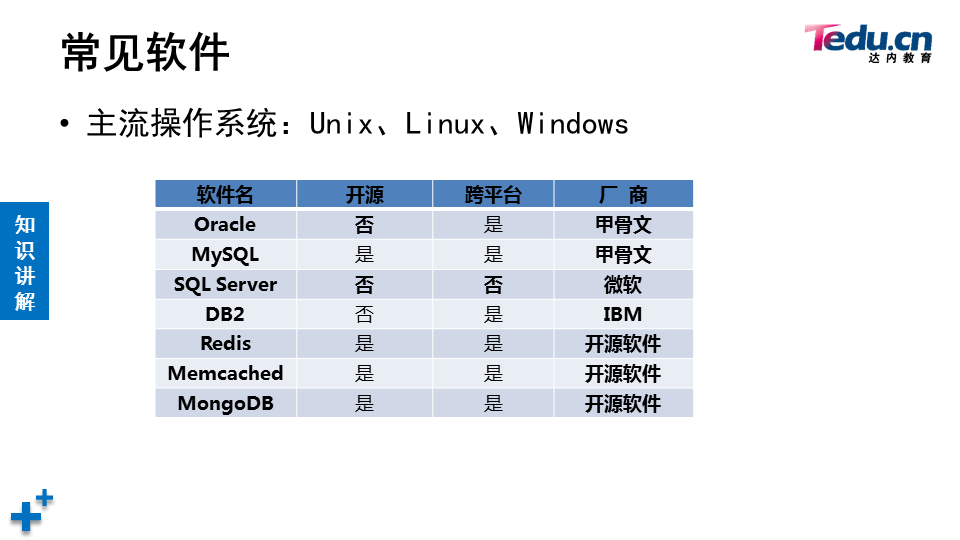 常见软件
Tedu.cn
达内教育
• 主流操作系统：Unix、Linux、Windows
知识讲解
软件名 开源 跨平台 厂 商
Oracle 否 是 甲骨文
MySQL 是 是 甲骨文
SQL Server 否 否 微软
DB2 否 是 IBM
Redis 是 是 开源软件
Memcached 是 是 开源软件
MongoDB 是 是 开源软件